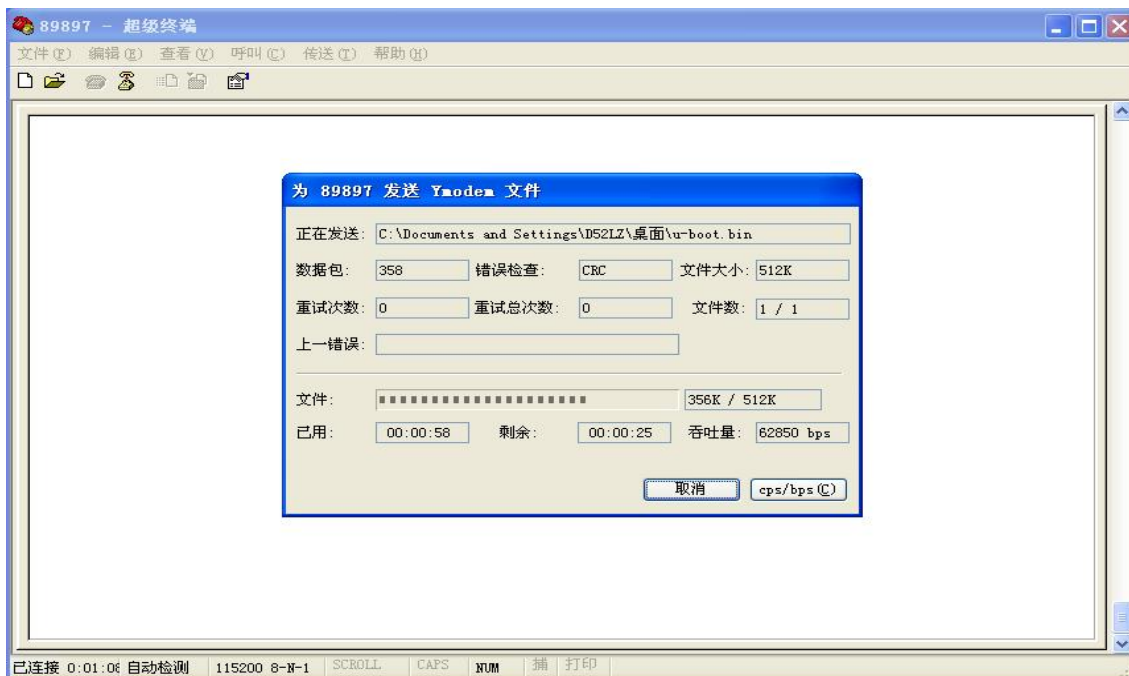 89897 - 超级终端
文件(F) 编辑(E) 查看(V) 呼叫(C) 传送(T) 帮助(H)
为 89897 发送 Ymodem 文件
正在发送: C:\Documents and Settings\D52LZ\桌面\u-boot.bin
数据包: 358 错误检查: CRC 文件大小: 512K
重试次数: 0 重试总次数: 0 文件数: 1 / 1
上一错误:
文件: 356K / 512K
已用: 00:00:58 剩余: 00:00:25 吞吐量: 62850 bps
取消 cps/bps(C)
已连接 自动检测 115200 8-N-1 SCROLL CAPS NUM 捕 打印